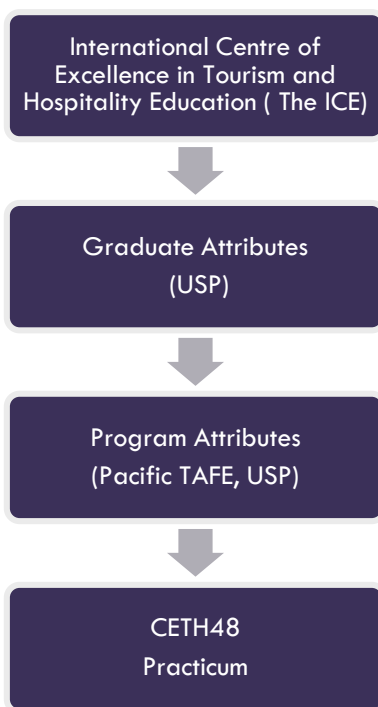 International Centre of
Excellence in Tourism and
Hospitality Education ( The ICE)
Graduate Attributes
(USP)
Program Attributes
(Pacific TAFE, USP)
CETH48
Practicum